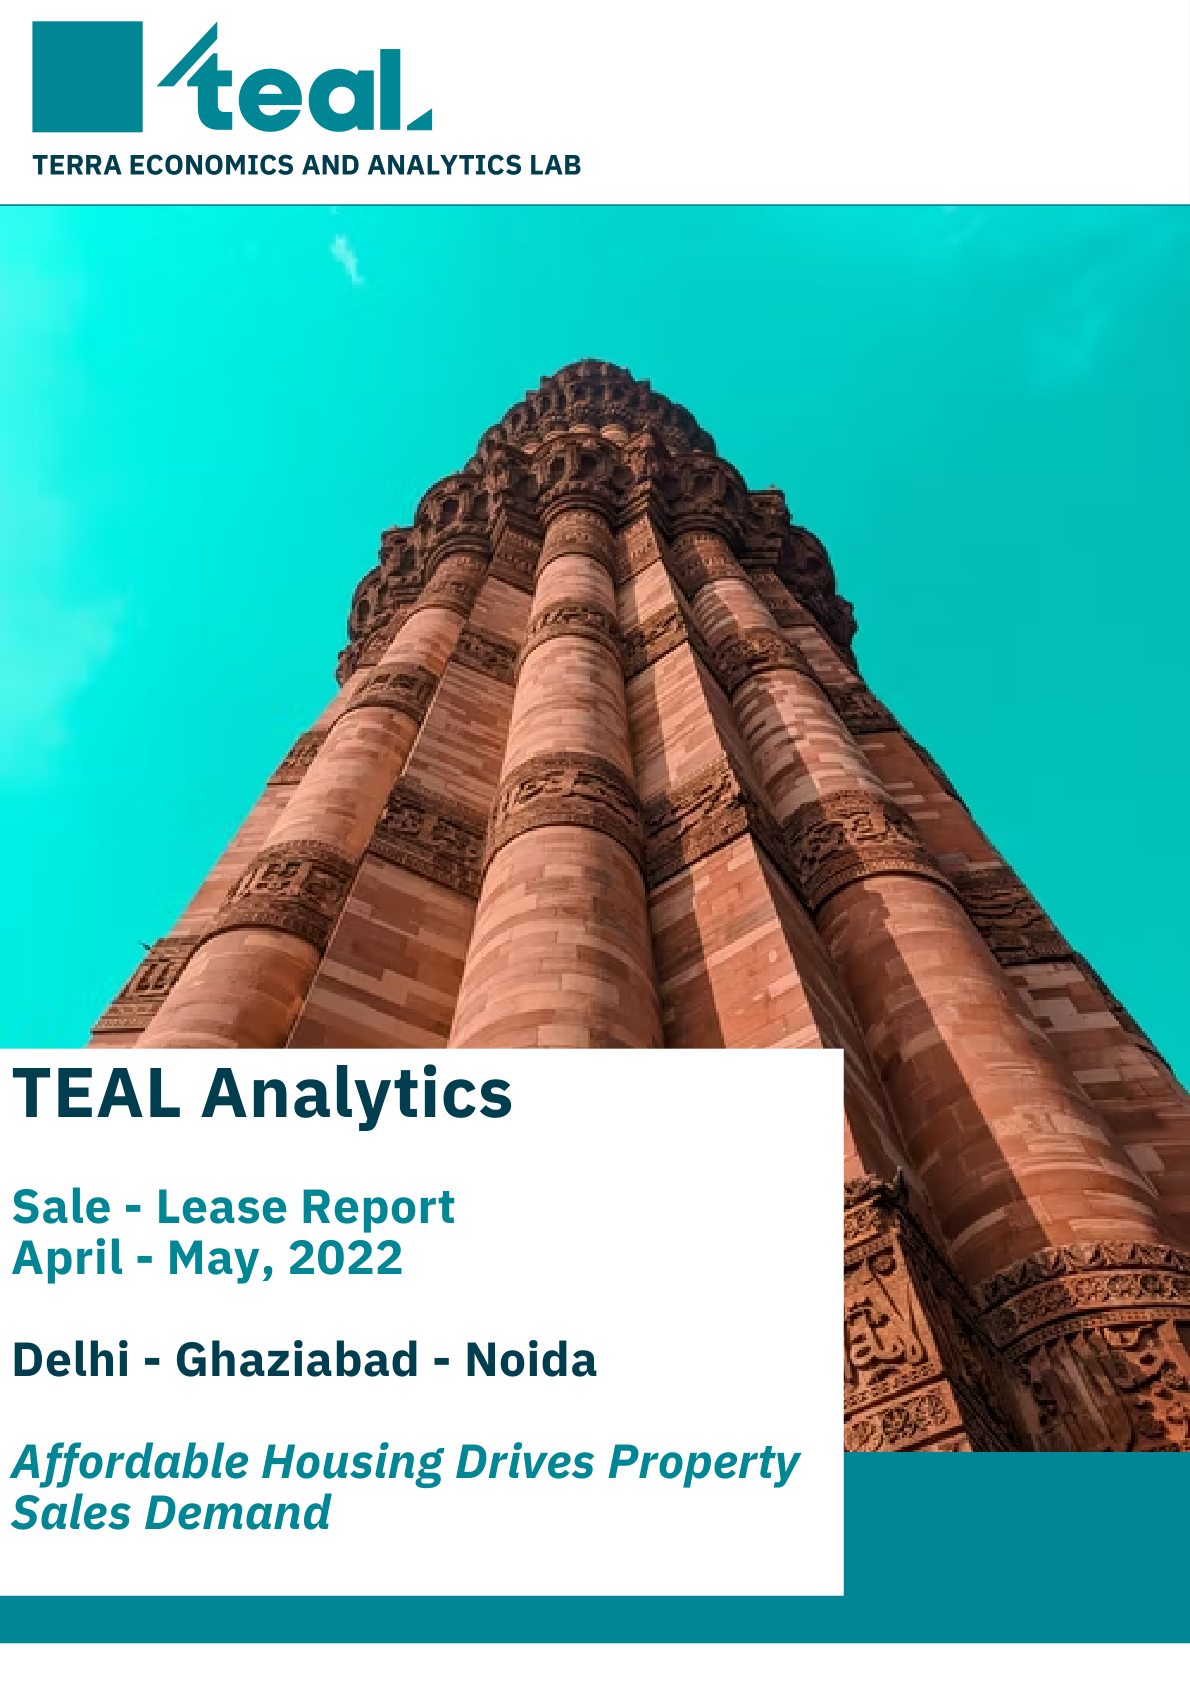 teal
TERRA ECONOMICS AND ANALYTICS LAB
TEAL Analytics
Sale - Lease Report
April - May, 2022
Delhi - Ghaziabad - Noida
Affordable Housing Drives Property
Sales Demand